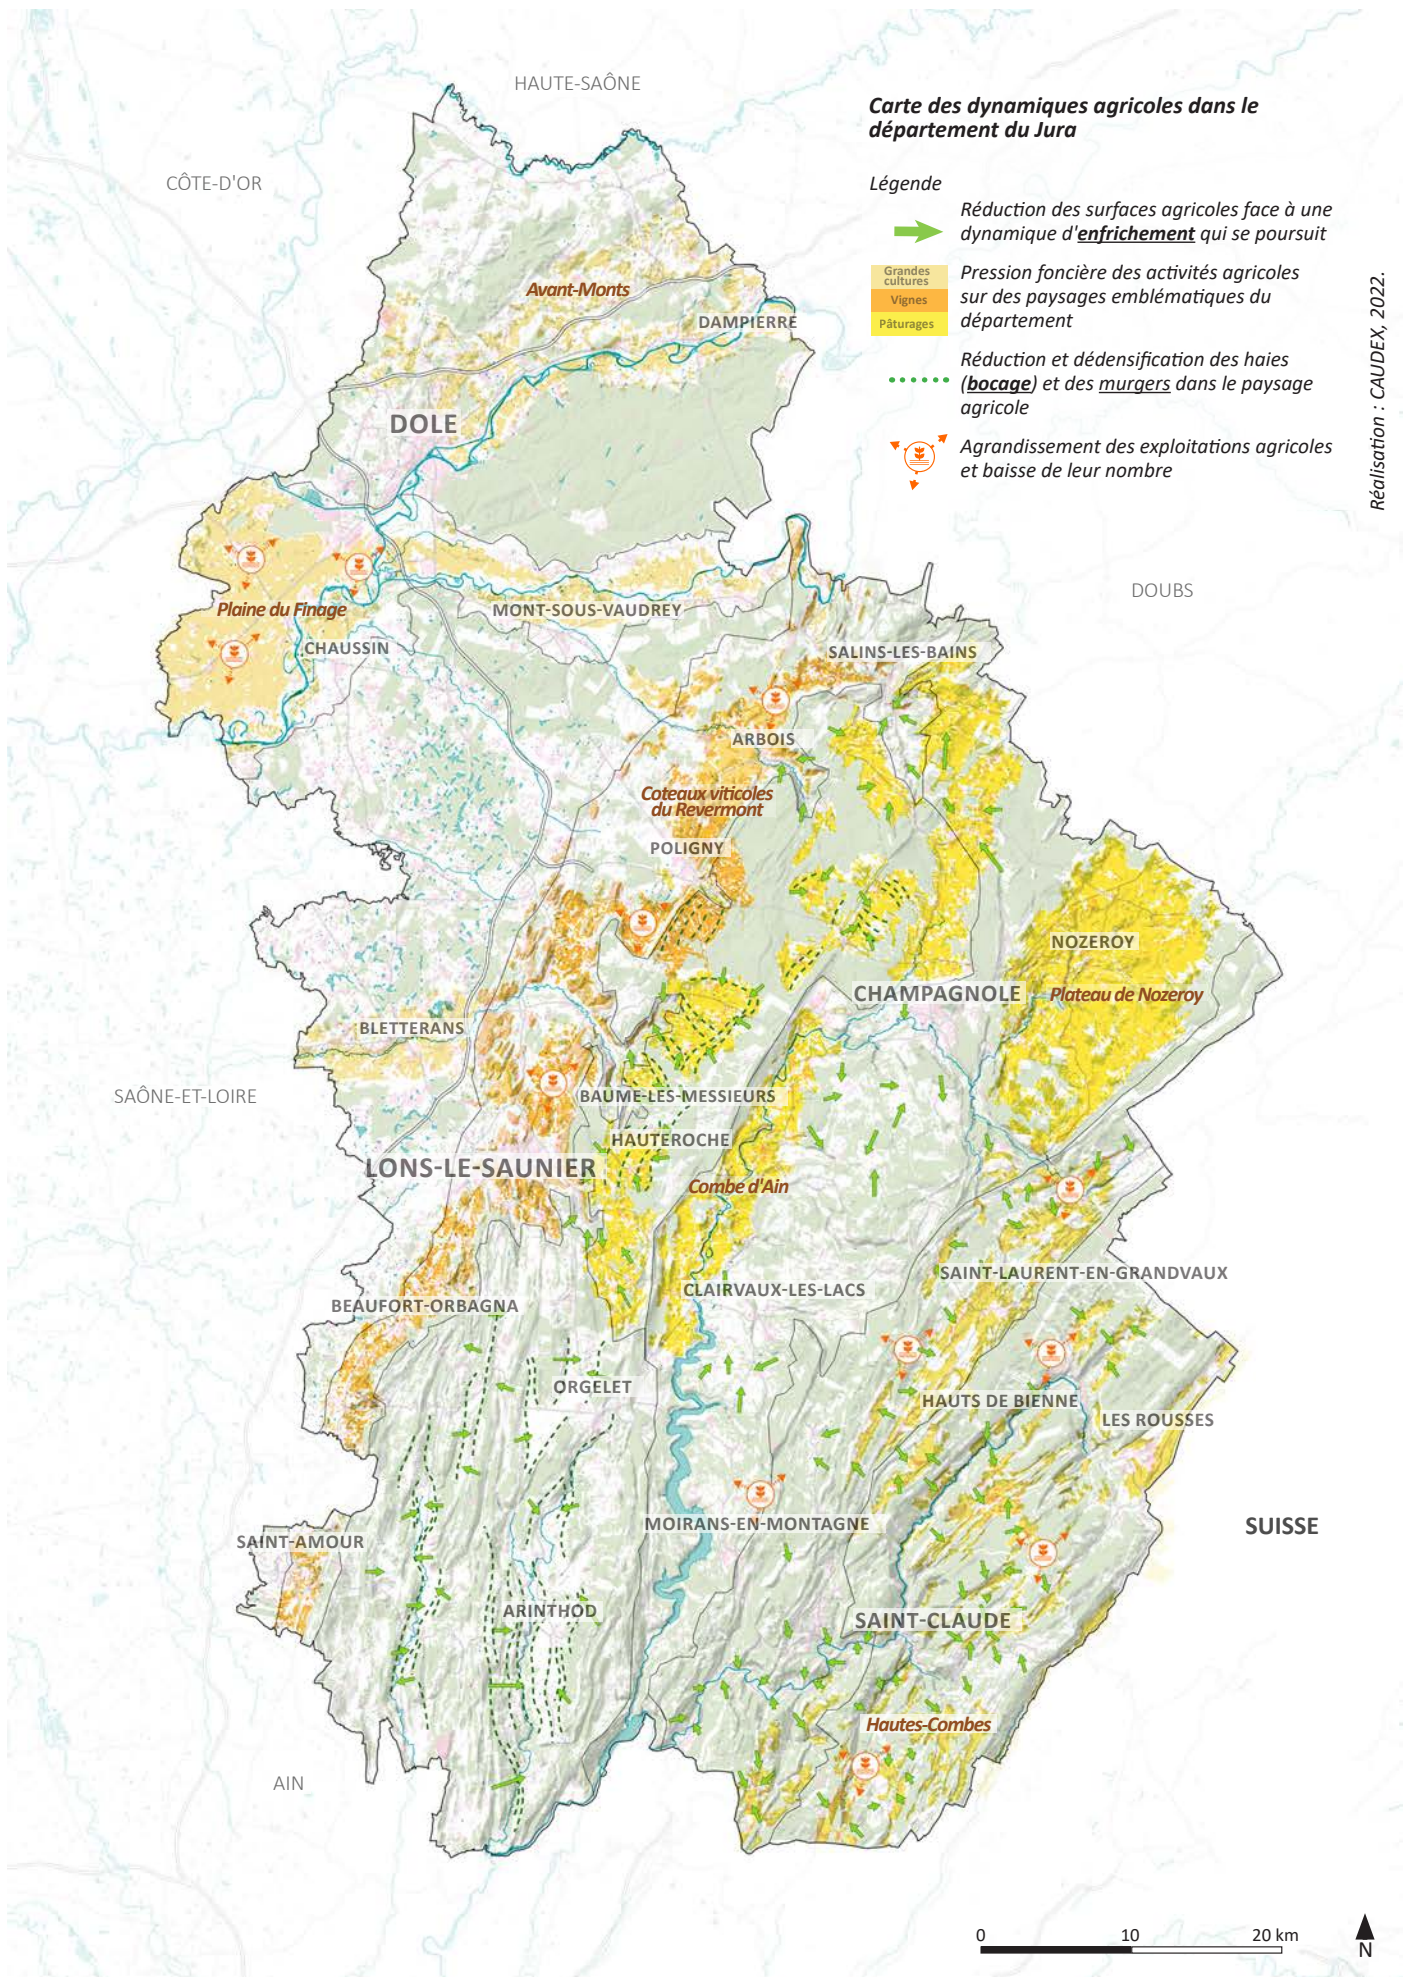 Carte des dynamiques agricoles dans le
département du Jura
Légende
Réduction des surfaces agricoles face à une
dynamique d'enfrichement qui se poursuit
Grandes
cultures
Vignes
Pâturages
Pression foncière des activités agricoles
sur des paysages emblématiques du
département
Réduction et dédensification des haies
(bocage) et des murgers dans le paysage
agricole
Agrandissement des exploitations agricoles
et baisse de leur nombre
Réalisation : CAUDEX, 2022.
HAUTE-SAÔNE
CÔTE-D'OR
Avant-Monts
DAMPIERRE
DOLE
DOUBS
Plaine du Finage
MONT-SOUS-VAUDREY
CHAUSSIN
SALINS-LES-BAINS
ARBOIS
Coteaux viticoles
du Revermont
POLIGNY
NOZEROY
CHAMPAGNOLE
Plateau de Nozeroy
BLETTERANS
SAÔNE-ET-LOIRE
BAUME-LES-MESSIEURS
HAUTEROCHE
LONS-LE-SAUNIER
Combe d'Ain
SAINT-LAURENT-EN-GRANDVAUX
CLAIRVAUX-LES-LACS
BEAUFORT-ORBAGNA
ORGELET
HAUTS DE BIENNE
LES ROUSSES
MOIRANS-EN-MONTAGNE
SUISSE
SAINT-AMOUR
ARINTHOD
SAINT-CLAUDE
Hautes-Combes
AIN
0 10 20 km
N